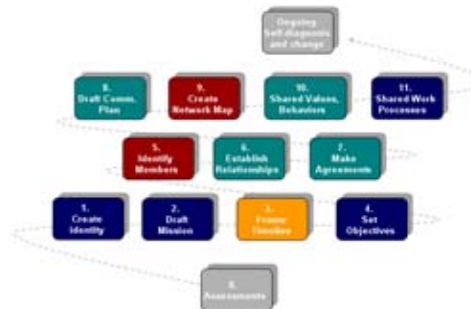 Ongoing
Self diagnosis
and change
8.
Draft Comm.
Plan
9.
Create
Network Map
10.
Shared Values,
Behaviors
11.
Shared Work
Processes
5.
Identify
Members
6.
Establish
Relationships
7.
Make
Agreements
1.
Create
Identity
2.
Draft
Mission
3.
Frame
Timeline
4.
Set
Objectives
Assessments